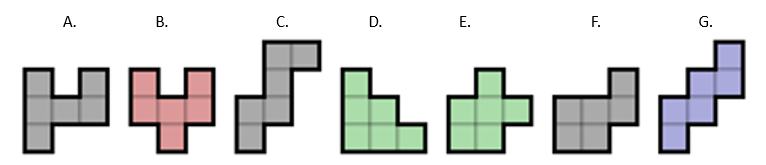 A. B. C. D. E. F. G.